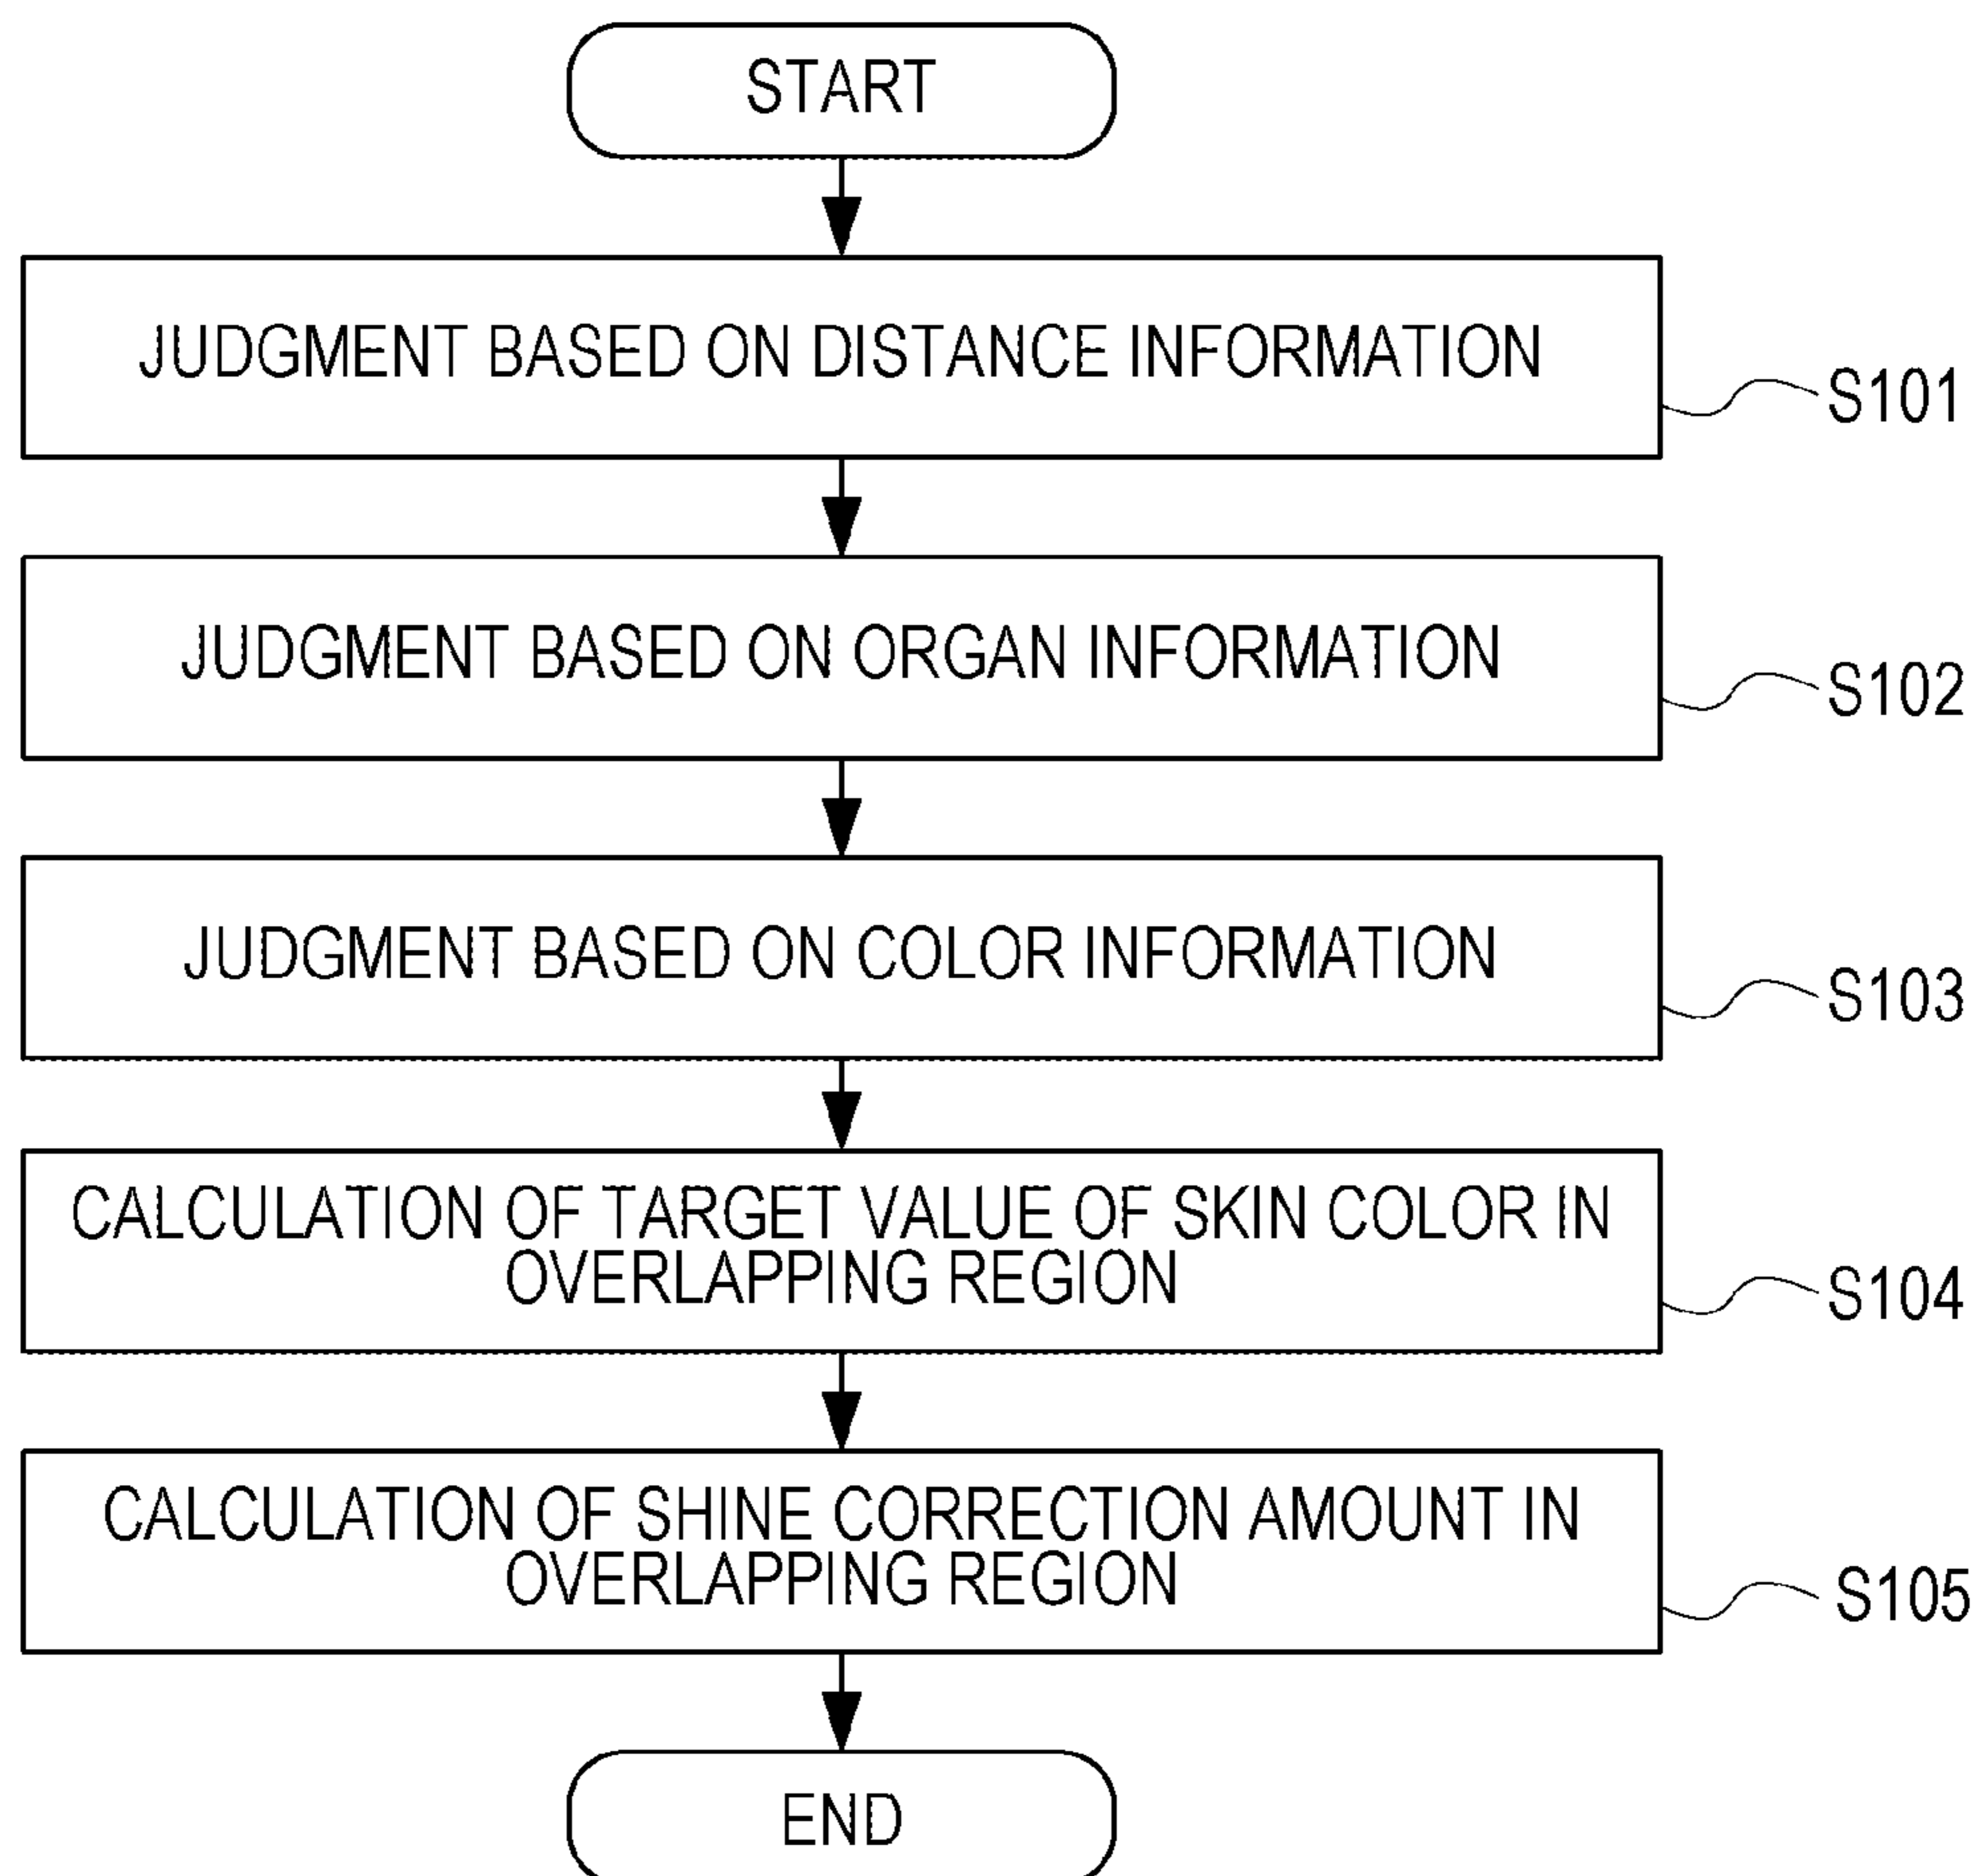 START
JUDGMENT BASED ON DISTANCE INFORMATION
S101
JUDGMENT BASED ON ORGAN INFORMATION
S102
JUDGMENT BASED ON COLOR INFORMATION
S103
CALCULATION OF TARGET VALUE OF SKIN COLOR IN
OVERLAPPING REGION
S104
CALCULATION OF SHINE CORRECTION AMOUNT IN
OVERLAPPING REGION
S105
END